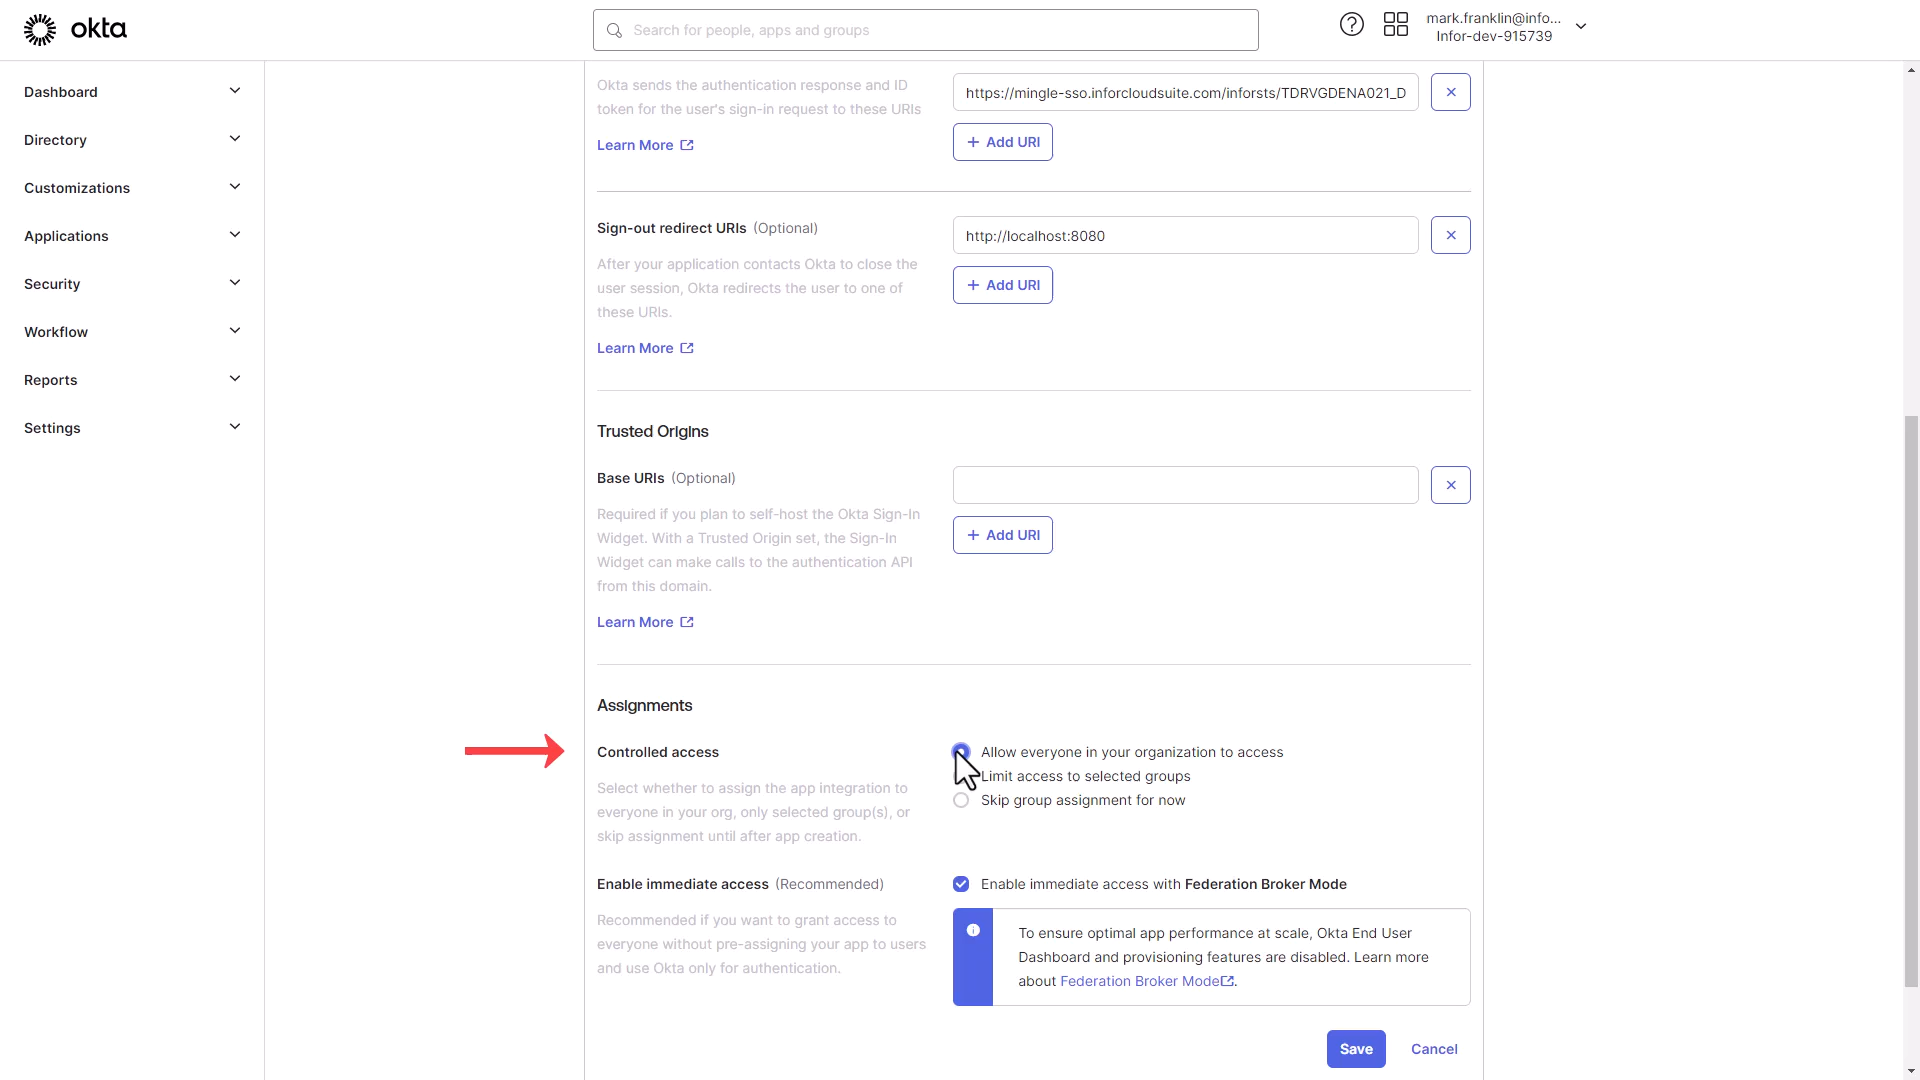 okta
Search for people, apps and groups
mark.franklin@info...
Infor-dev-915739
Dashboard
Directory
Customizations
Applications
Security
Workflow
Reports
Settings
Okta sends the authentication response and ID
token for the user's sign-in request to these URIs
Learn More
https://mingle-sso.inforcloudsuite.com/inforsts/TDRVGDENA021_D
+ Add URI
Sign-out redirect URIs (Optional)
After your application contacts Okta to close the
user session, Okta redirects the user to one of
these URIs.
Learn More
http://localhost:8080
+ Add URI
Trusted Origins
Base URIs (Optional)
Required if you plan to self-host the Okta Sign-In
Widget. With a Trusted Origin set, the Sign-In
Widget can make calls to the authentication API
from this domain.
Learn More
+ Add URI
Assignments
Controlled access
Select whether to assign the app integration to
everyone in your org, only selected group(s), or
skip assignment until after app creation.
Allow everyone in your organization to access
Limit access to selected groups
Skip group assignment for now
Enable immediate access (Recommended)
Recommended if you want to grant access to
everyone without pre-assigning your app to users
and use Okta only for authentication.
Enable immediate access with Federation Broker Mode
To ensure optimal app performance at scale, Okta End User
Dashboard and provisioning features are disabled. Learn more
about Federation Broker Mode.
Save
Cancel